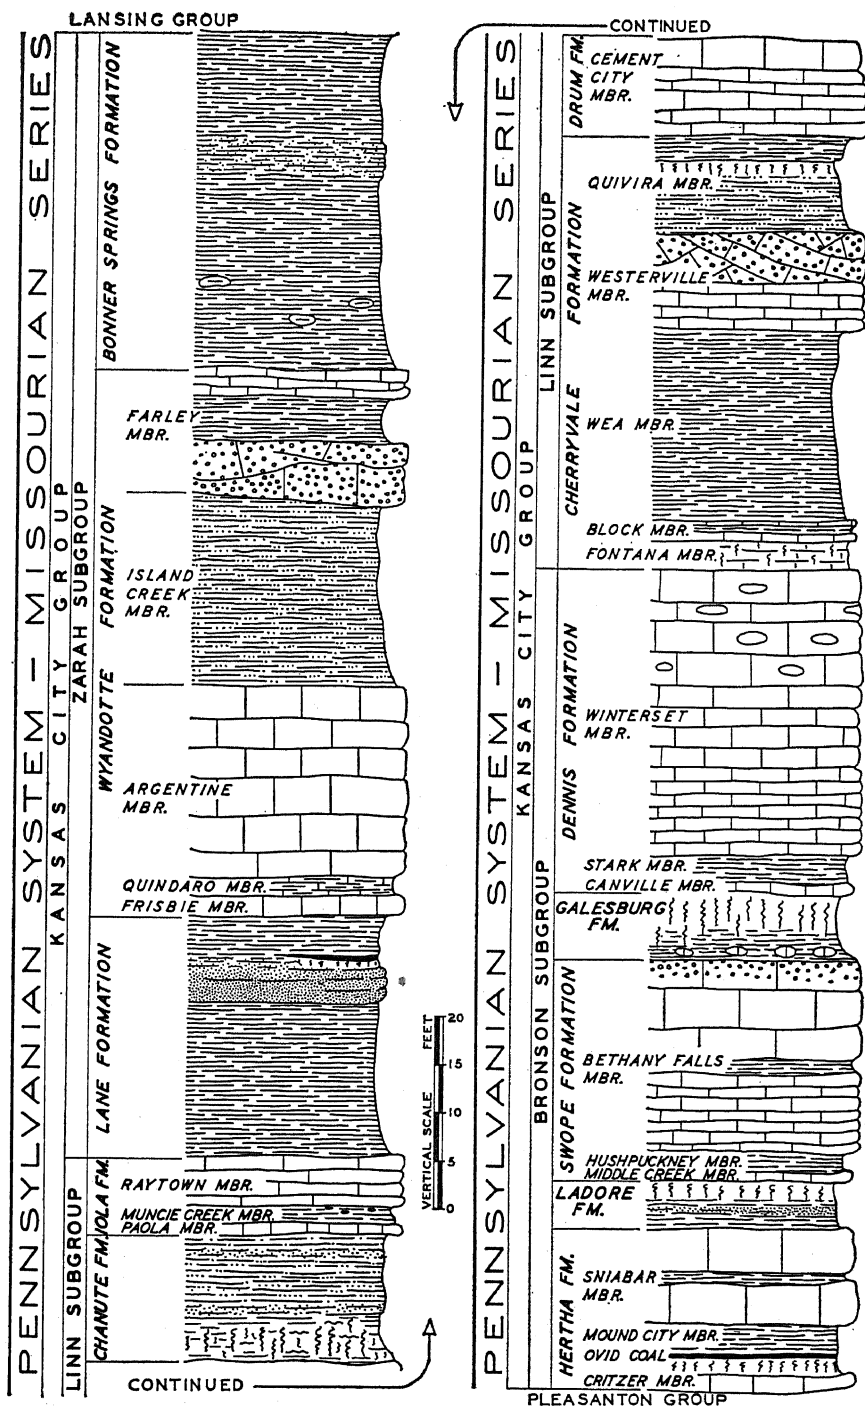 LANSING GROUP
PENNSYLVANIAN SYSTEM — MISSOURIAN SERIES
KANSAS CITY GROUP
ZARAH SUBGROUP
LINN SUBGROUP
BONNER SPRINGS FORMATION
WYANDOTTE FORMATION
FARLEY
MBR.
ISLAND
CREEK
MBR.
ARGENTINE
MBR.
QUINDARO MBR.
FRISBIE MBR.
LANE FORMATION
IOLA FM.
RAYTOWN MBR.
MUNCIE CREEK MBR.
PAOLA MBR.
CHANUTE FM.
CONTINUED
VERTICAL SCALE FEET
20
15
10
5
0
CONTINUED
PENNSYLVANIAN SYSTEM — MISSOURIAN SERIES
KANSAS CITY GROUP
LINN SUBGROUP
BRONSON SUBGROUP
DRUM FM.
CEMENT
CITY
MBR.
CHERRYVALE FORMATION
QUIVIRA MBR.
WESTERVILLE
MBR.
WEA MBR.
BLOCK MBR.
FONTANA MBR.
DENNIS FORMATION
WINTERSET
MBR.
STARK MBR.
CANVILLE MBR.
GALESBURG
FM.
SWOPE FORMATION
BETHANY FALLS
MBR.
HUSHPUCKNEY MBR.
MIDDLE CREEK MBR.
LADORE
FM.
HERTHA FM.
SNIABAR
MBR.
MOUND CITY MBR.
OVID COAL
CRITZER MBR.
PLEASANTON GROUP